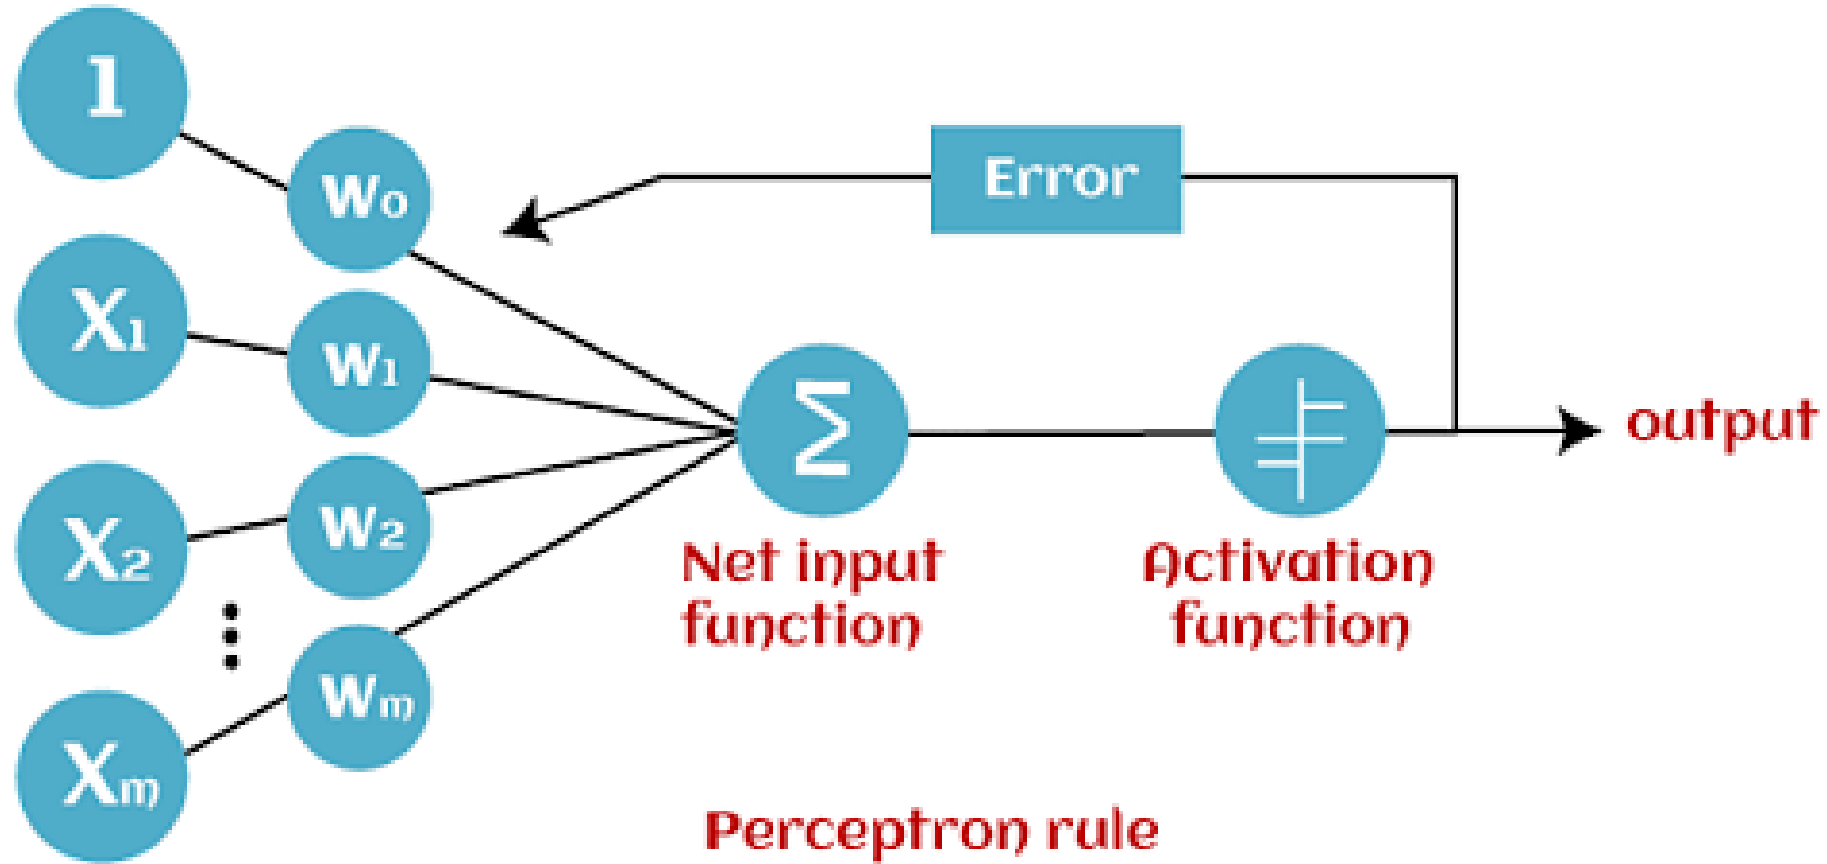 1
W₀
Error
X₁
W₁
Σ
output
X₂
W₂
Net input
function
Activation
function
Xₘ
Wₘ
Perceptron rule